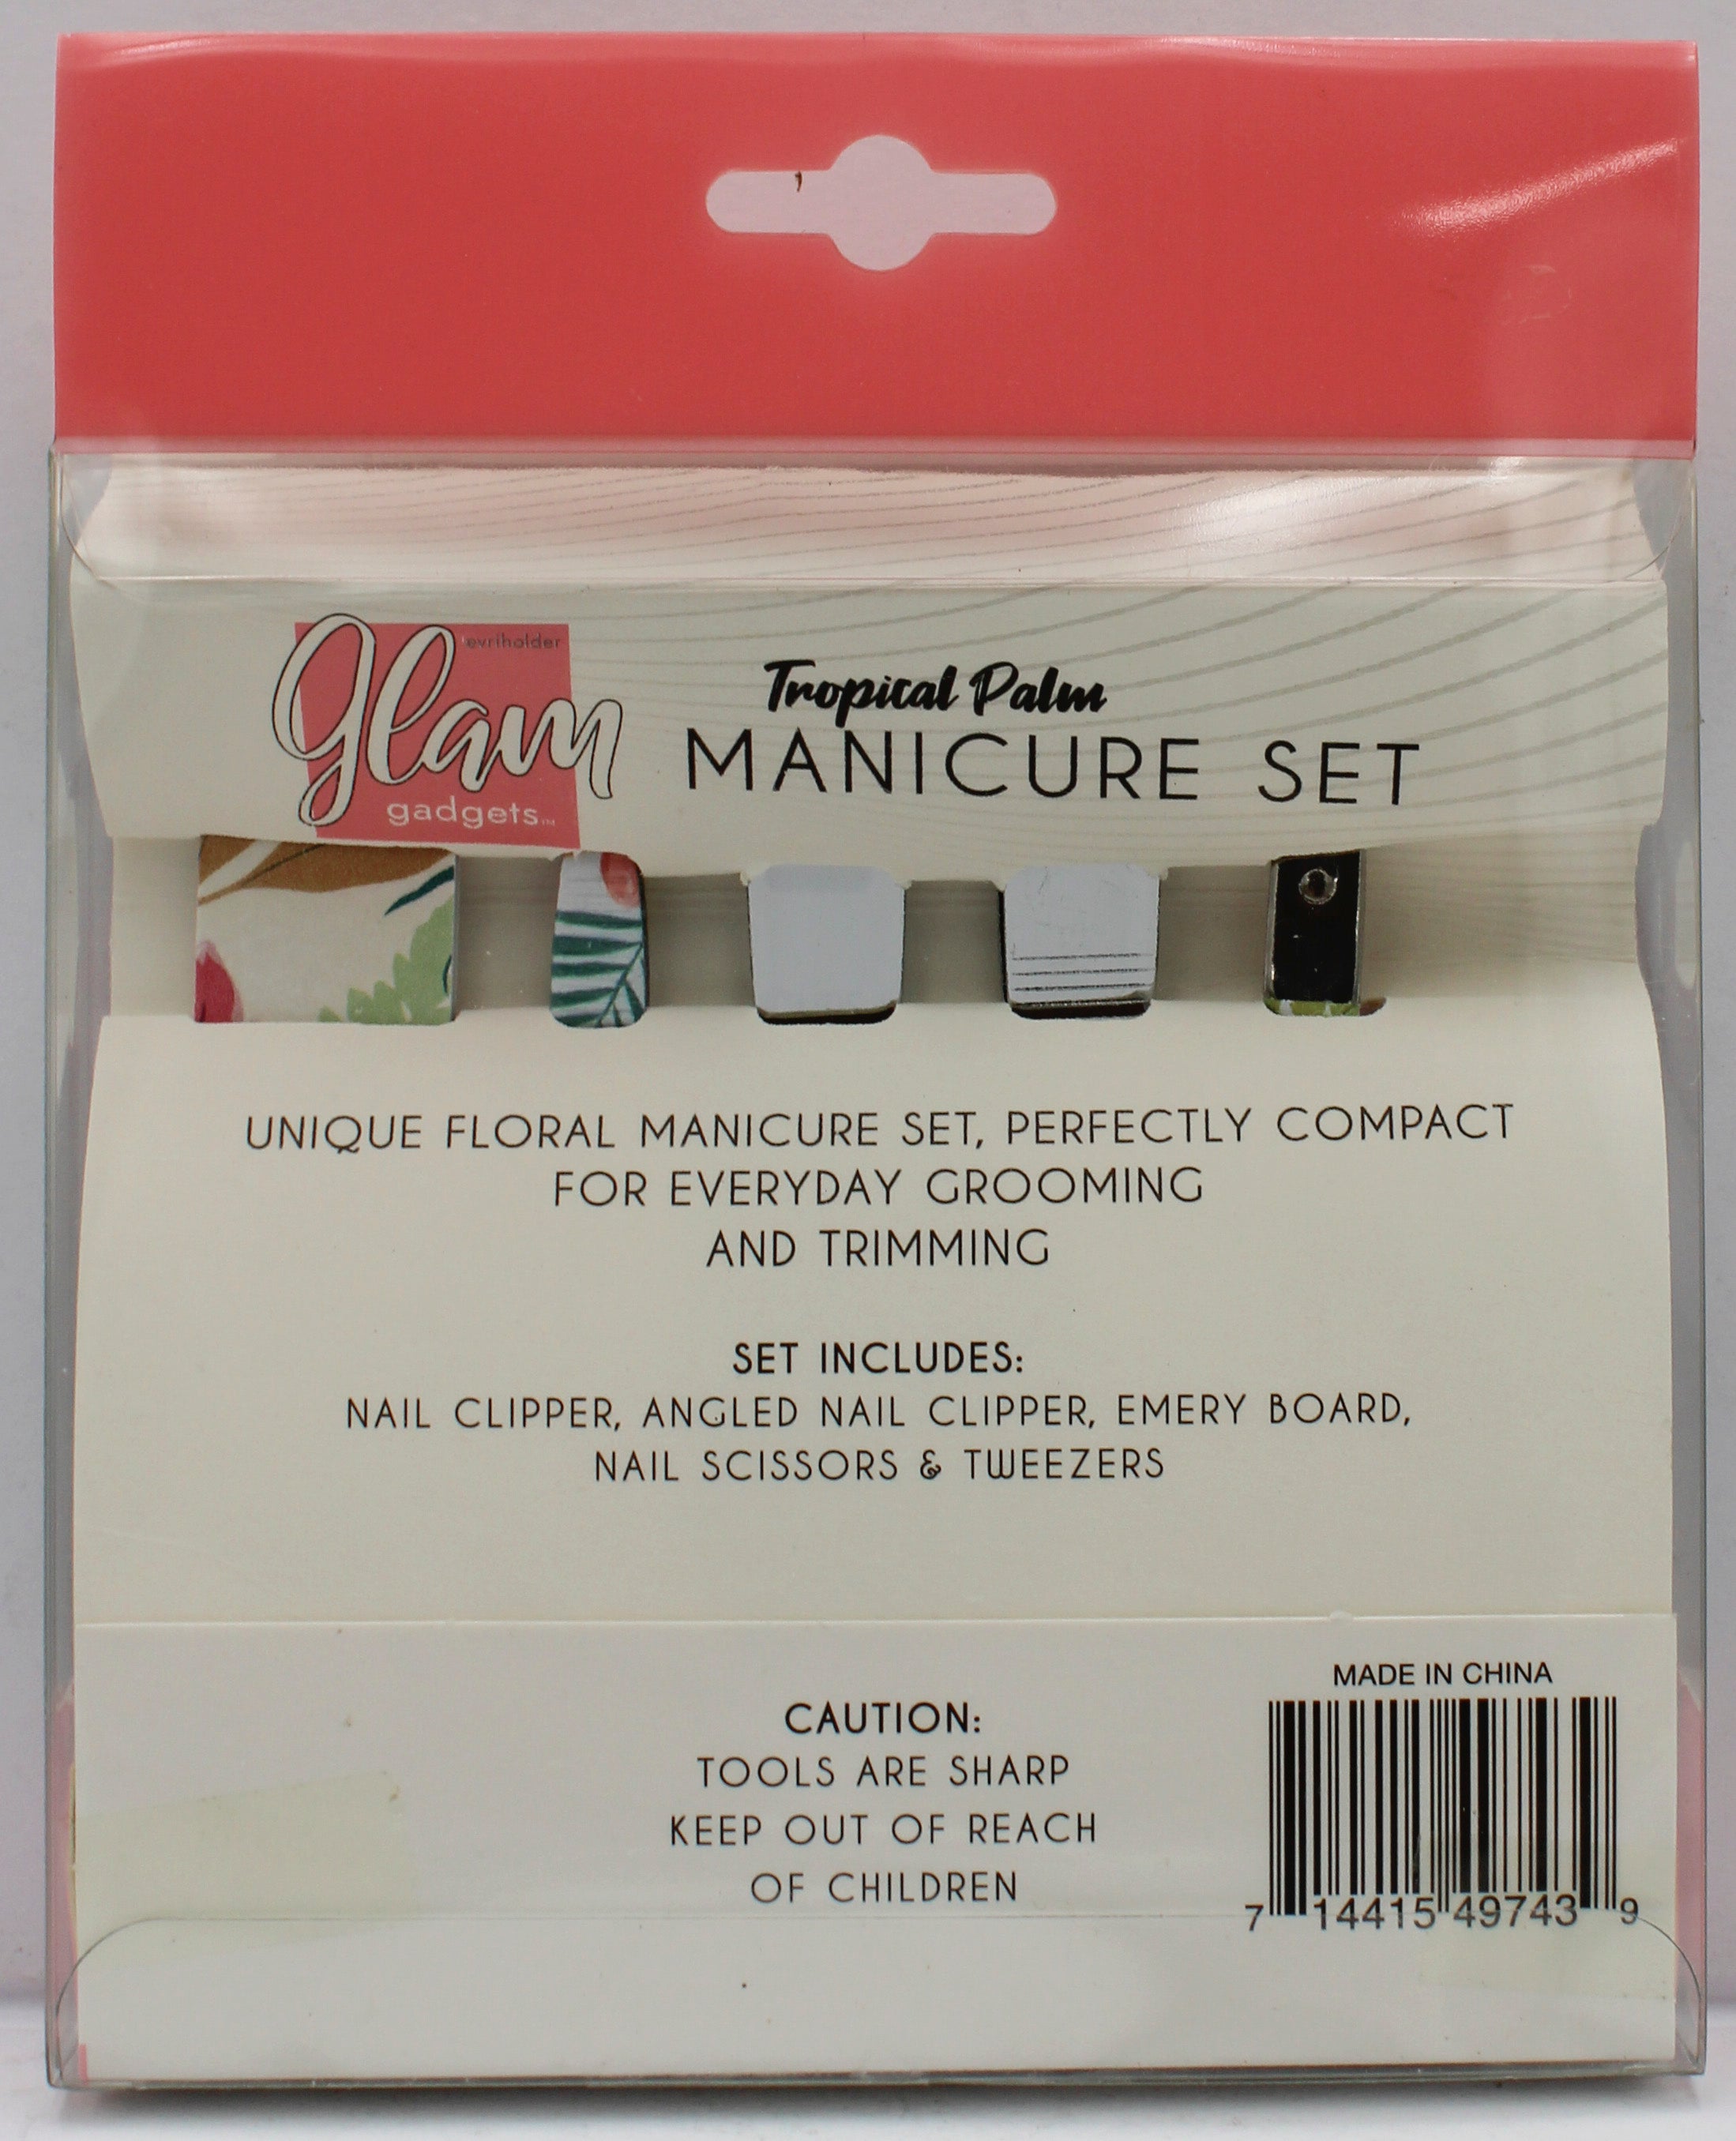 evriholder
Glam
gadgets™
Tropical Palm
MANICURE SET
UNIQUE FLORAL MANICURE SET, PERFECTLY COMPACT
FOR EVERYDAY GROOMING
AND TRIMMING
SET INCLUDES:
NAIL CLIPPER, ANGLED NAIL CLIPPER, EMERY BOARD,
NAIL SCISSORS & TWEEZERS
CAUTION:
TOOLS ARE SHARP
KEEP OUT OF REACH
OF CHILDREN
MADE IN CHINA
7 14415 49743 9